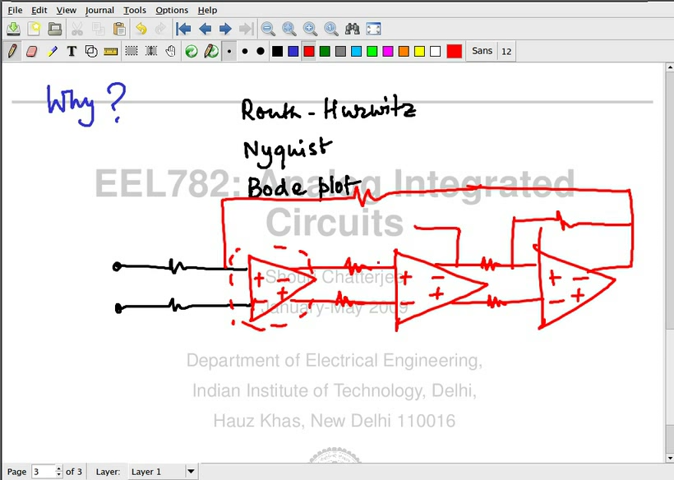 File Edit View Journal Tools Options Help
Sans 12
Why?
Routh - Hurwitz
Nyquist
Bode plot
EEL782: Analog Integrated
Circuits
+ - + -
+ - + -
+ - + -
Shouri Chatterjee
January-May 2009
Department of Electrical Engineering,
Indian Institute of Technology, Delhi,
Hauz Khas, New Delhi 110016
Page 3 of 3 Layer: Layer 1